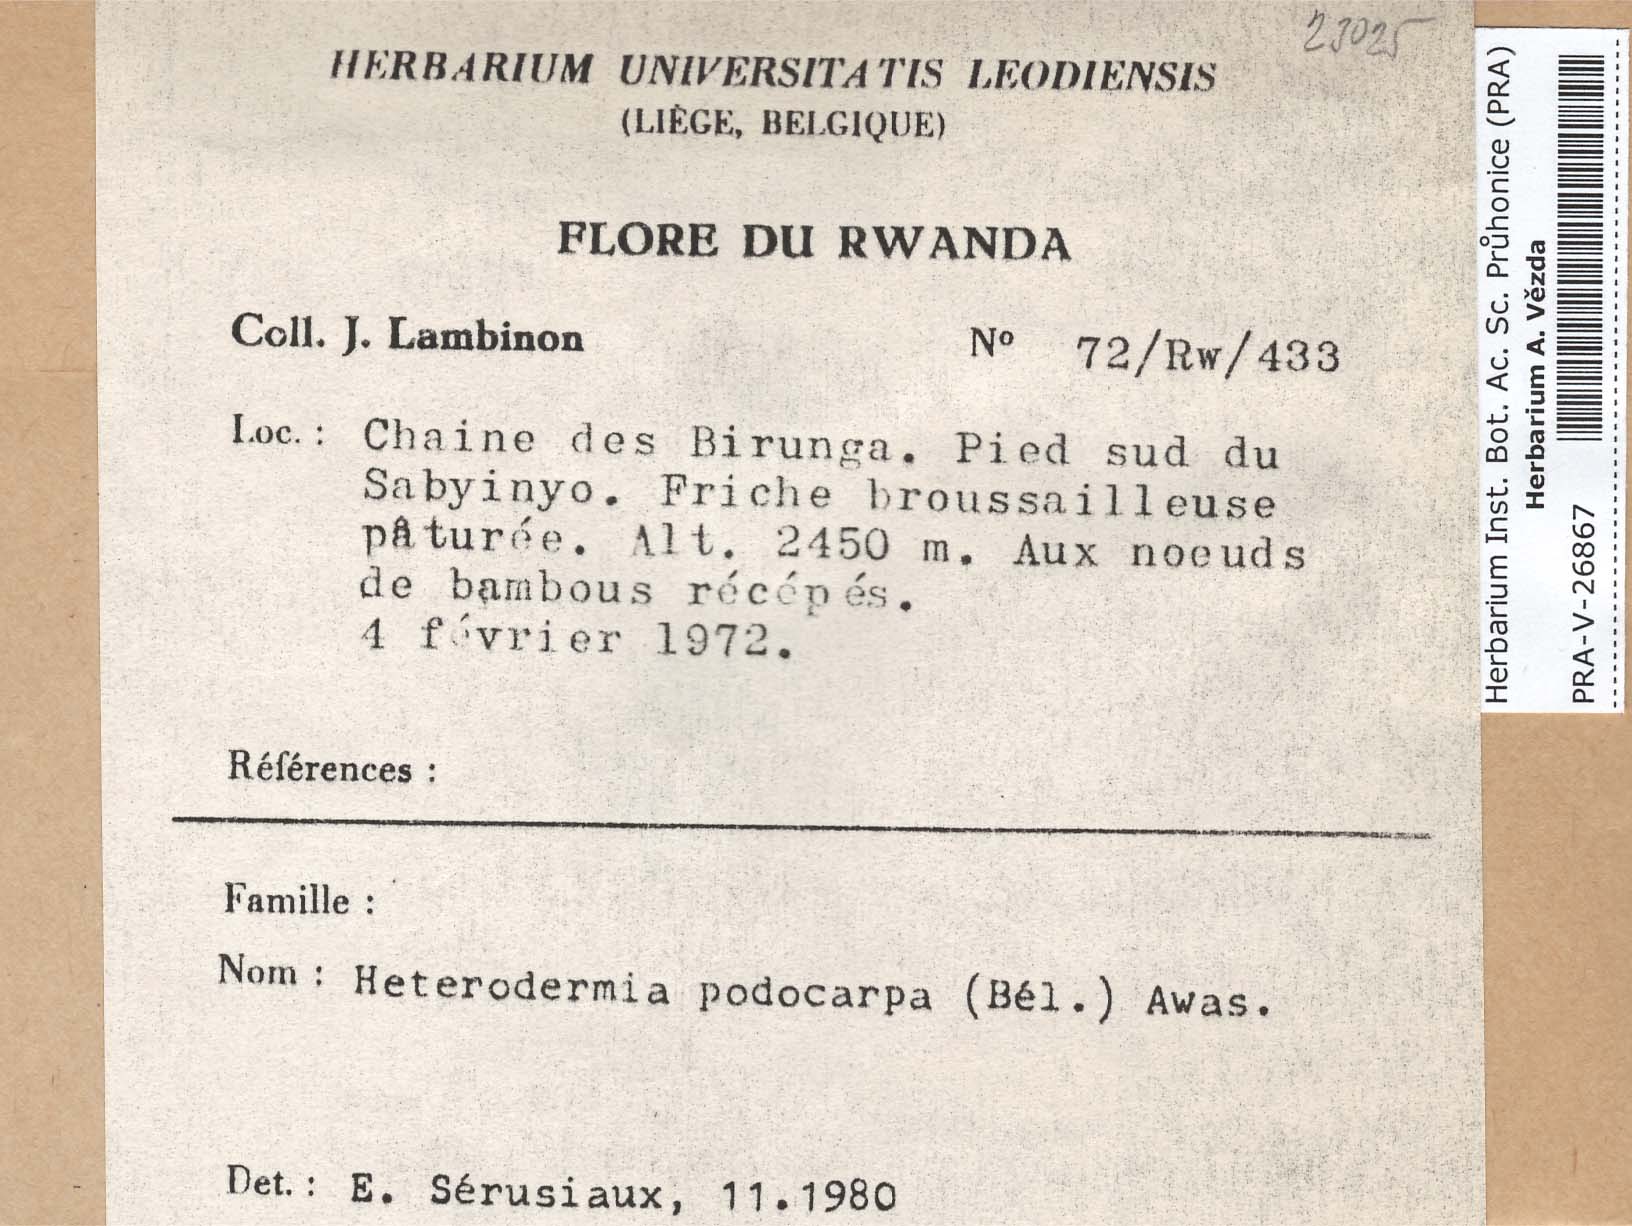 23025
HERBARIUM UNIVERSITATIS LEODIENSIS
(LIÈGE, BELGIQUE)
FLORE DU RWANDA
Coll. J. Lambinon Nº 72/Rw/433
Loc. : Chaine des Birunga. Pied sud du
Sabyinyo. Friche broussailleuse
pâturée. Alt. 2450 m. Aux noeuds
de bambous récépés.
4 février 1972.
Références :
Famille :
Nom : Heterodermia podocarpa (Bél.) Awas.
Det. : E. Sérusiaux, 11.1980
Herbarium Inst. Bot. Ac. Sc. Průhonice (PRA)
Herbarium A. Vězda
PRA-V-26867